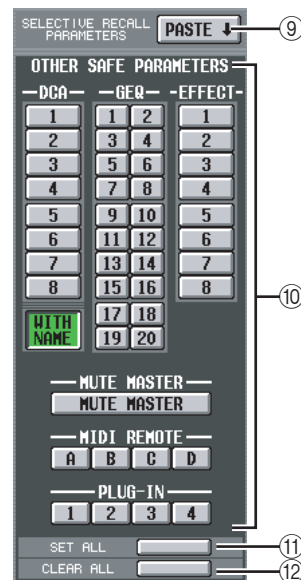 SELECTIVE RECALL
PARAMETERS
PASTE ⬇
⑨
OTHER SAFE PARAMETERS
DCA GEQ EFFECT
1 1 2 1
2 3 4 2
3 5 6 3
4 7 8 4
5 9 10 5
6 11 12 6
7 13 14 7
8 15 16 8
⑩
WITH
NAME
17 18
19 20
MUTE MASTER
MUTE MASTER
MIDI REMOTE
A B C D
PLUG-IN
1 2 3 4
SET ALL
⑪
CLEAR ALL
⑫